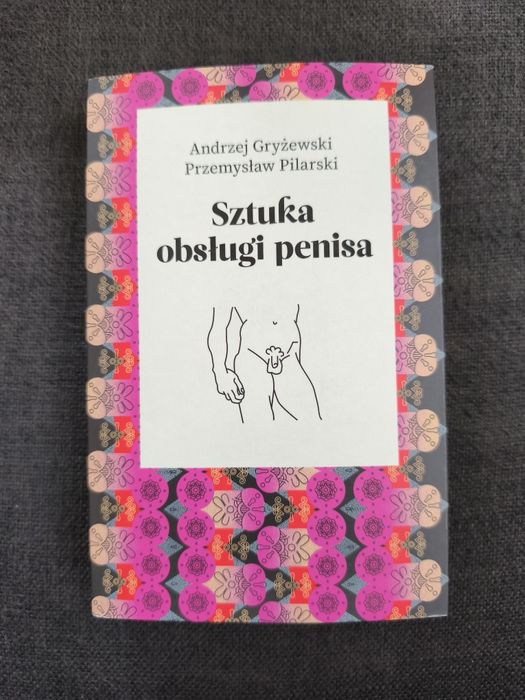 Andrzej Gryżewski
Przemysław Pilarski
Sztuka
obsługi penisa